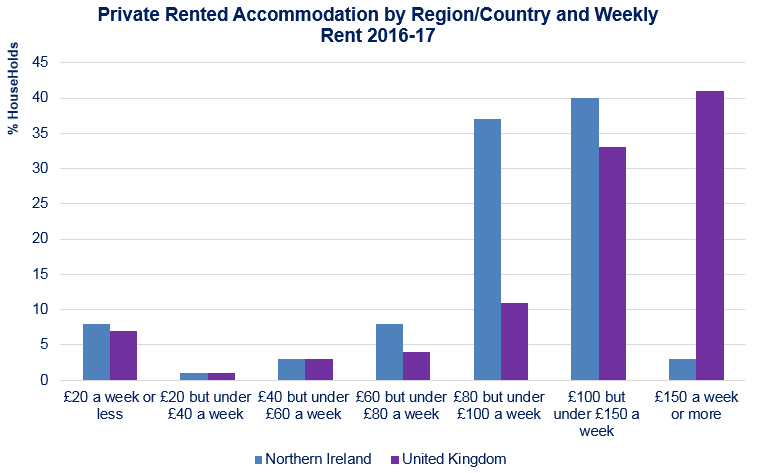 Private Rented Accommodation by Region/Country and Weekly
Rent 2016-17
% HouseHolds
45
40
35
30
25
20
15
10
5
0
£20 a week or
less
£20 but under
£40 a week
£40 but under
£60 a week
£60 but under
£80 a week
£80 but under
£100 a week
£100 but
under £150 a
week
£150 a week
or more
Northern Ireland
United Kingdom